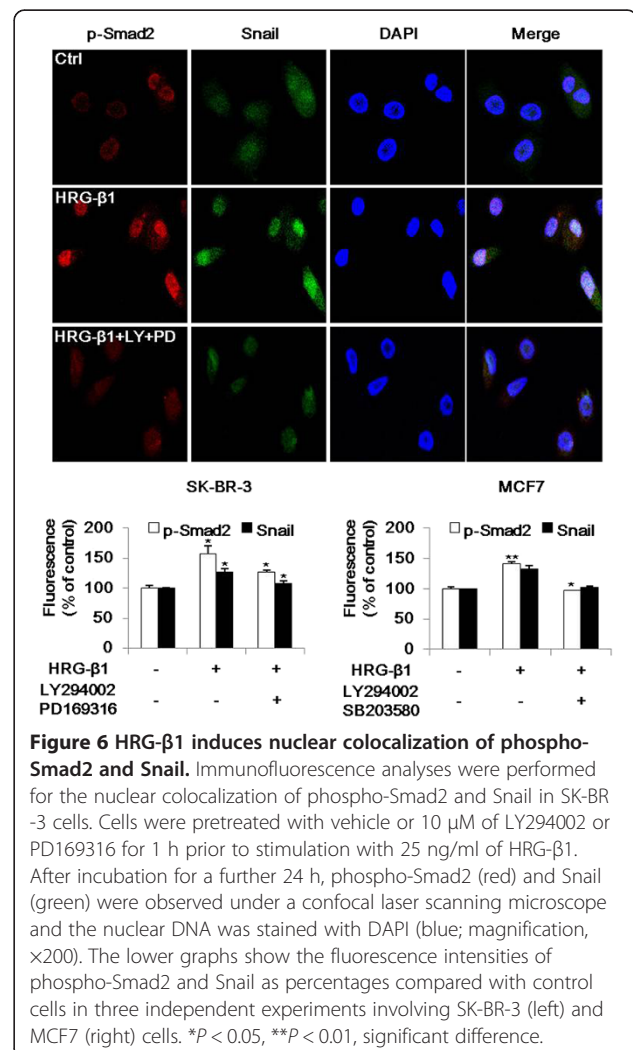 p-Smad2 Snail DAPI Merge
Ctrl
HRG-β1
HRG-β1+LY+PD
SK-BR-3
Fluorescence
(% of control)
200
150
100
50
0
p-Smad2 Snail
* * * *
HRG-β1 - + +
LY294002
PD169316 - - +
MCF7
Fluorescence
(% of control)
200
150
100
50
0
p-Smad2 Snail
** *
HRG-β1 - + +
LY294002
SB203580 - - +
Figure 6 HRG-β1 induces nuclear colocalization of phospho-
Smad2 and Snail. Immunofluorescence analyses were performed
for the nuclear colocalization of phospho-Smad2 and Snail in SK-BR
-3 cells. Cells were pretreated with vehicle or 10 μM of LY294002 or
PD169316 for 1 h prior to stimulation with 25 ng/ml of HRG-β1.
After incubation for a further 24 h, phospho-Smad2 (red) and Snail
(green) were observed under a confocal laser scanning microscope
and the nuclear DNA was stained with DAPI (blue; magnification,
×200). The lower graphs show the fluorescence intensities of
phospho-Smad2 and Snail as percentages compared with control
cells in three independent experiments involving SK-BR-3 (left) and
MCF7 (right) cells. *P < 0.05, **P < 0.01, significant difference.